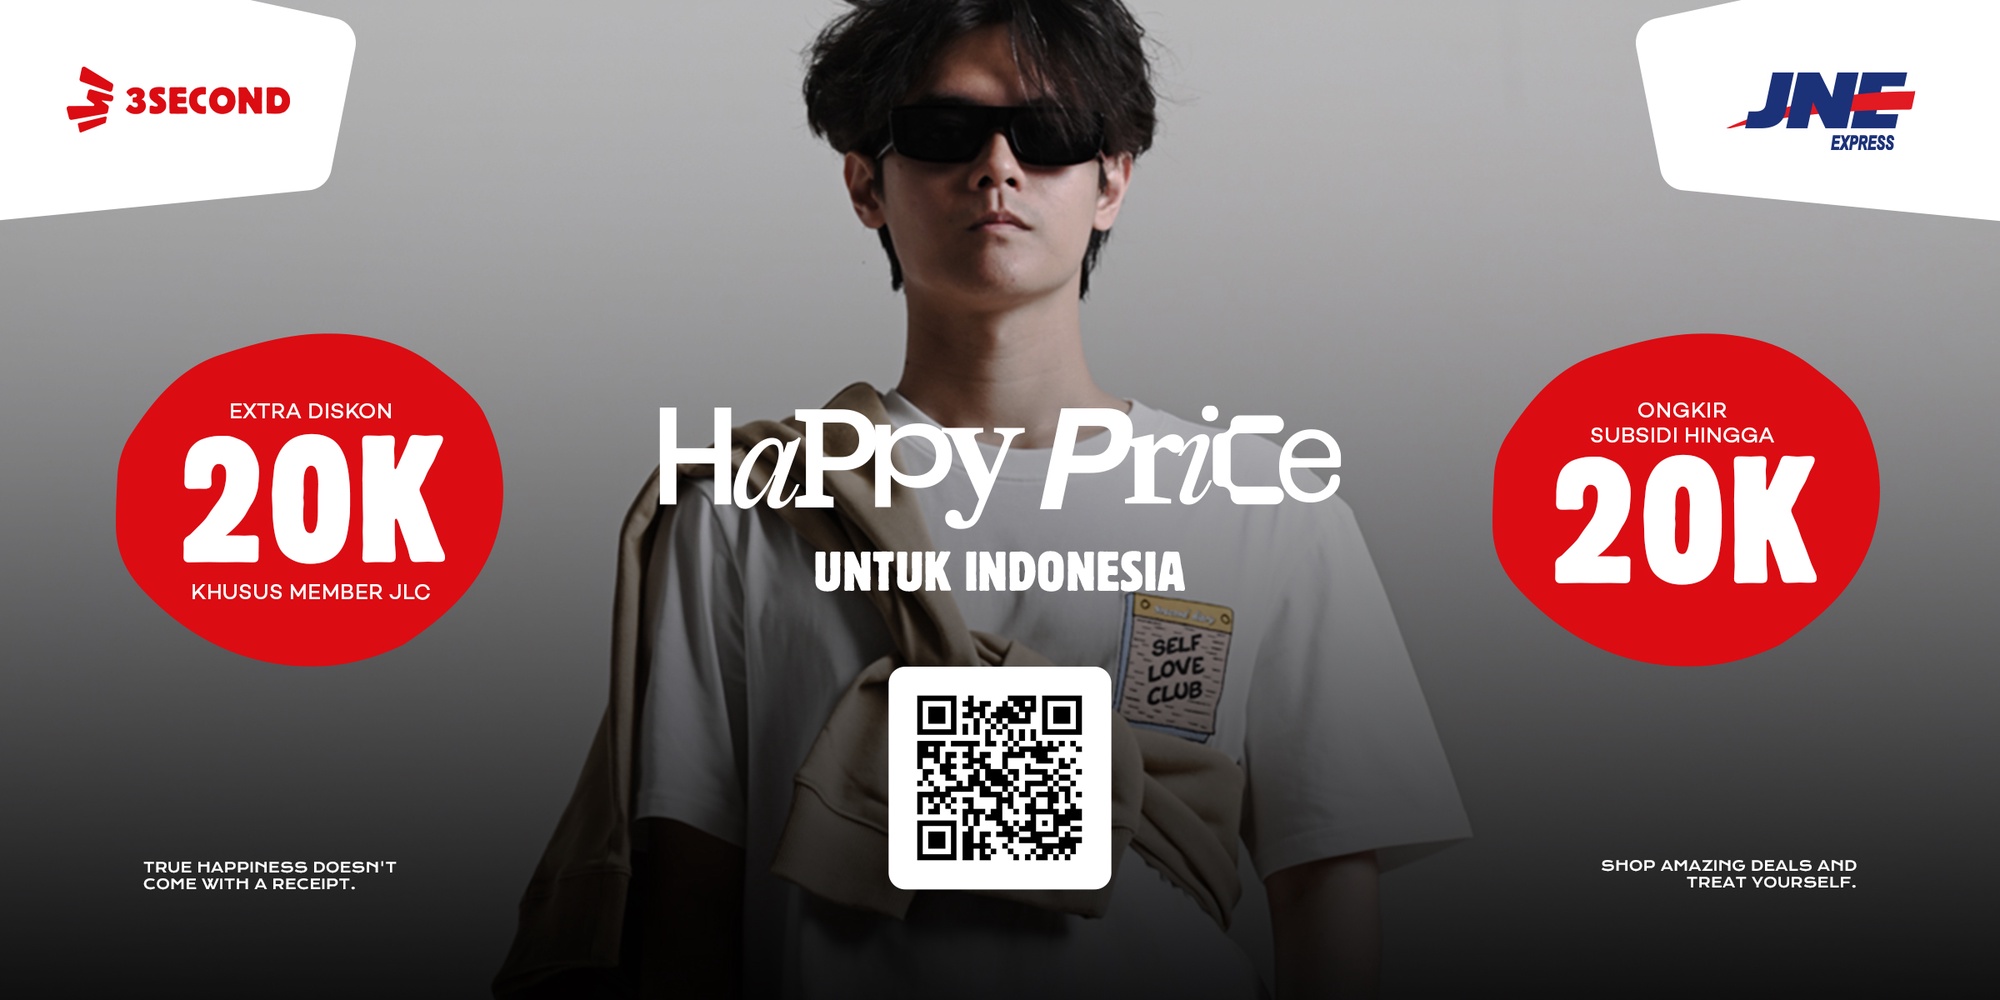 3SECOND
JNE
EXPRESS
EXTRA DISKON
20K
KHUSUS MEMBER JLC
HaPpy PriCe
UNTUK INDONESIA
ONGKIR
SUBSIDI HINGGA
20K
SELF
LOVE
CLUB
TRUE HAPPINESS DOESN'T
COME WITH A RECEIPT.
SHOP AMAZING DEALS AND
TREAT YOURSELF.